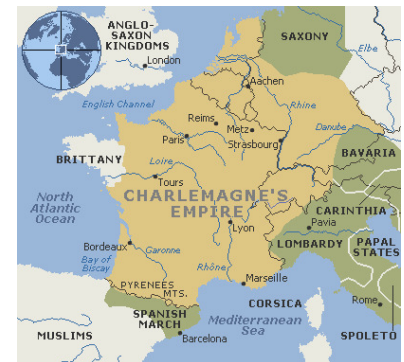 ANGLO-
SAXON
KINGDOMS
London
SAXONY
Elbe
Aachen
English Channel
Rhine
Reims
Metz
Paris
Strasbourg
Danube
BAVARIA
BRITTANY
Loire
Tours
North
Atlantic
Ocean
CHARLEMAGNE'S
EMPIRE
CARINTHIA
Lyon
Pavia
LOMBARDY
PAPAL
STATES
Bordeaux
Garonne
Bay of
Biscay
Rhône
Marseille
PYRENEES
MTS.
CORSICA
Rome
SPANISH
MARCH
Mediterranean
Sea
MUSLIMS
Barcelona
SPOLETO